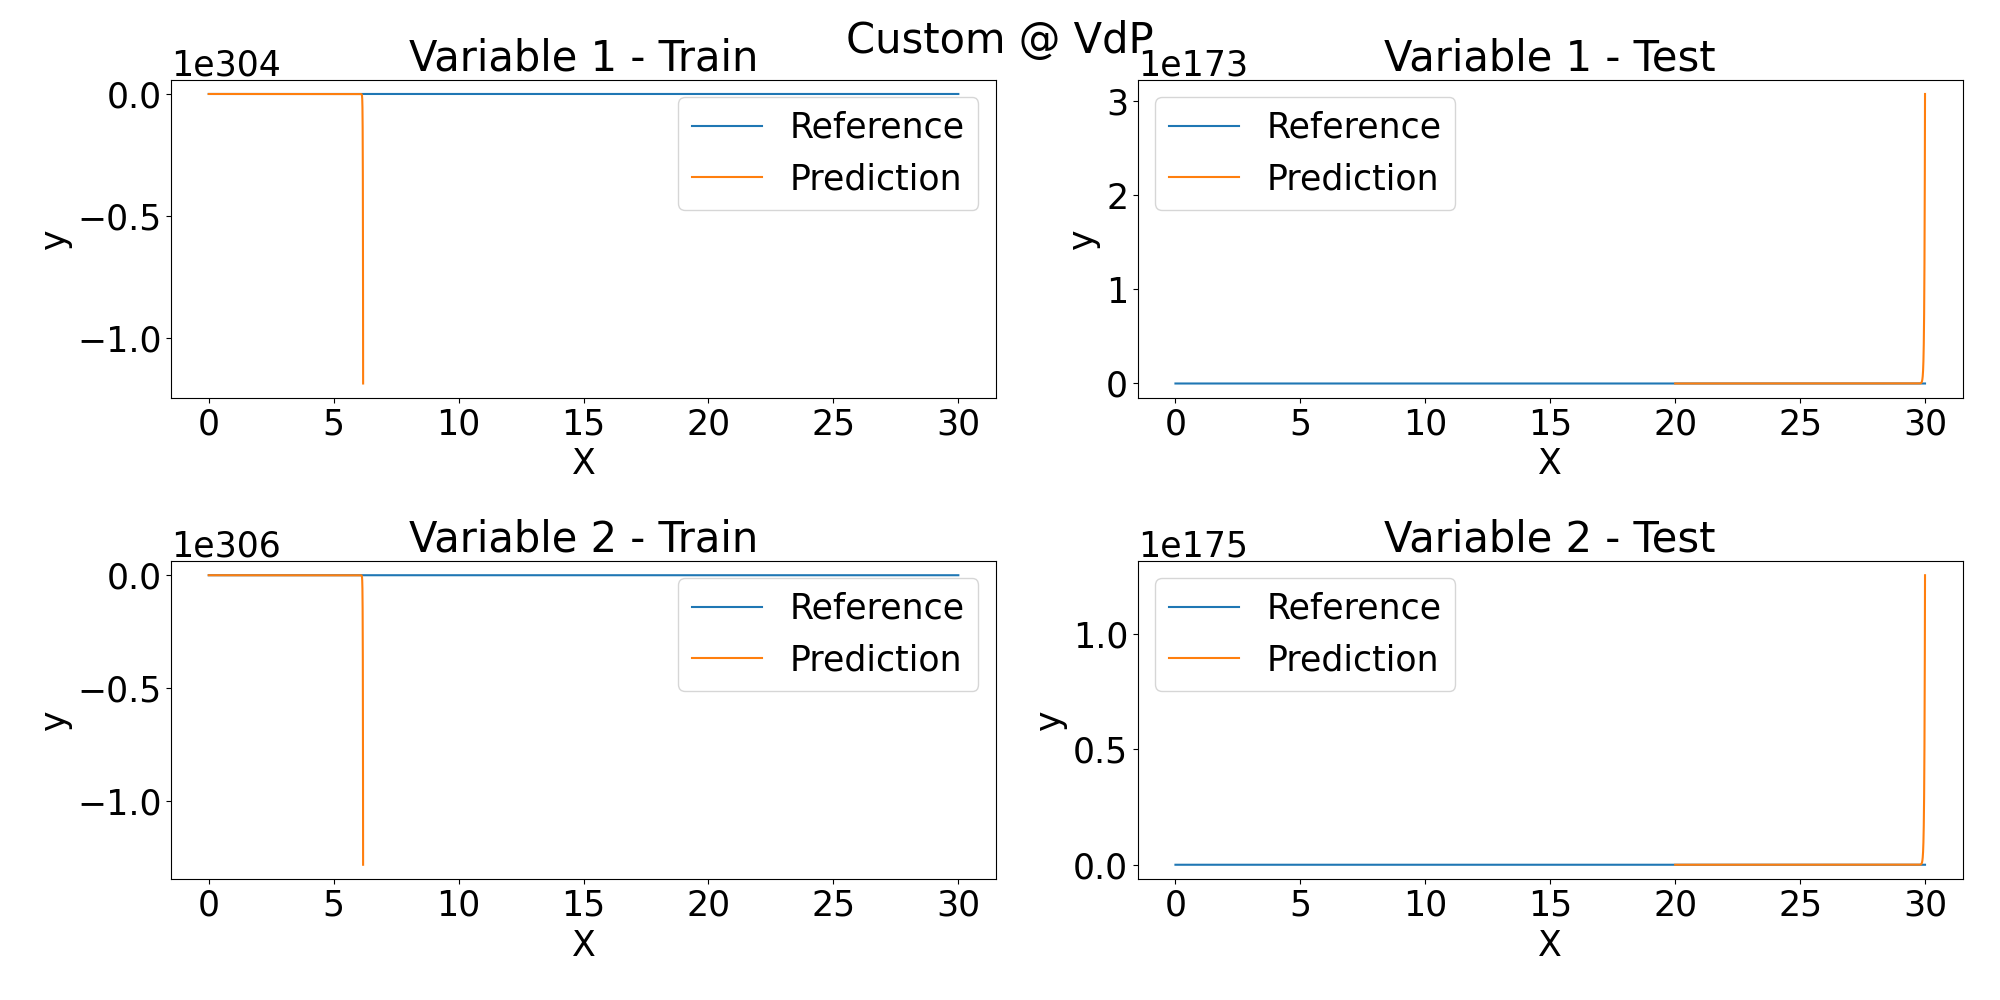 Custom @ VdP
Variable 1 - Train
1e304
0.0
−0.5
−1.0
y
Reference
Prediction
0 5 10 15 20 25 30
X
Variable 1 - Test
1e173
3
2
1
0
y
Reference
Prediction
0 5 10 15 20 25 30
X
Variable 2 - Train
1e306
0.0
−0.5
−1.0
y
Reference
Prediction
0 5 10 15 20 25 30
X
Variable 2 - Test
1e175
1.0
0.5
0.0
y
Reference
Prediction
0 5 10 15 20 25 30
X